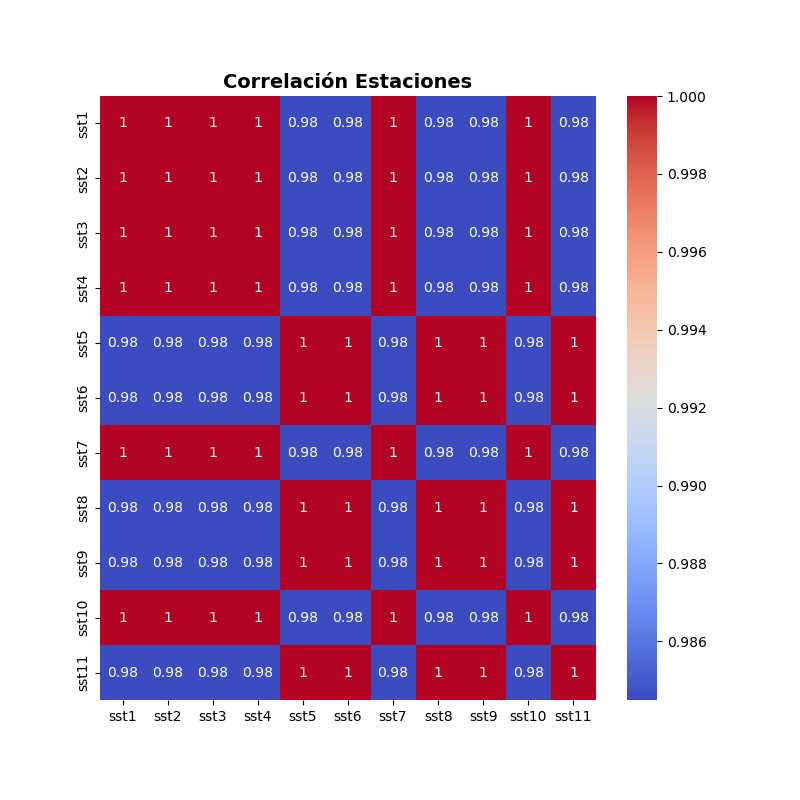 Correlación Estaciones
sst1 1 1 1 1 0.98 0.98 1 0.98 0.98 1 0.98
sst2 1 1 1 1 0.98 0.98 1 0.98 0.98 1 0.98
sst3 1 1 1 1 0.98 0.98 1 0.98 0.98 1 0.98
sst4 1 1 1 1 0.98 0.98 1 0.98 0.98 1 0.98
sst5 0.98 0.98 0.98 0.98 1 1 0.98 1 1 0.98 1
sst6 0.98 0.98 0.98 0.98 1 1 0.98 1 1 0.98 1
sst7 1 1 1 1 0.98 0.98 1 0.98 0.98 1 0.98
sst8 0.98 0.98 0.98 0.98 1 1 0.98 1 1 0.98 1
sst9 0.98 0.98 0.98 0.98 1 1 0.98 1 1 0.98 1
sst10 1 1 1 1 0.98 0.98 1 0.98 0.98 1 0.98
sst11 0.98 0.98 0.98 0.98 1 1 0.98 1 1 0.98 1
sst1 sst2 sst3 sst4 sst5 sst6 sst7 sst8 sst9 sst10 sst11
1.000
0.998
0.996
0.994
0.992
0.990
0.988
0.986